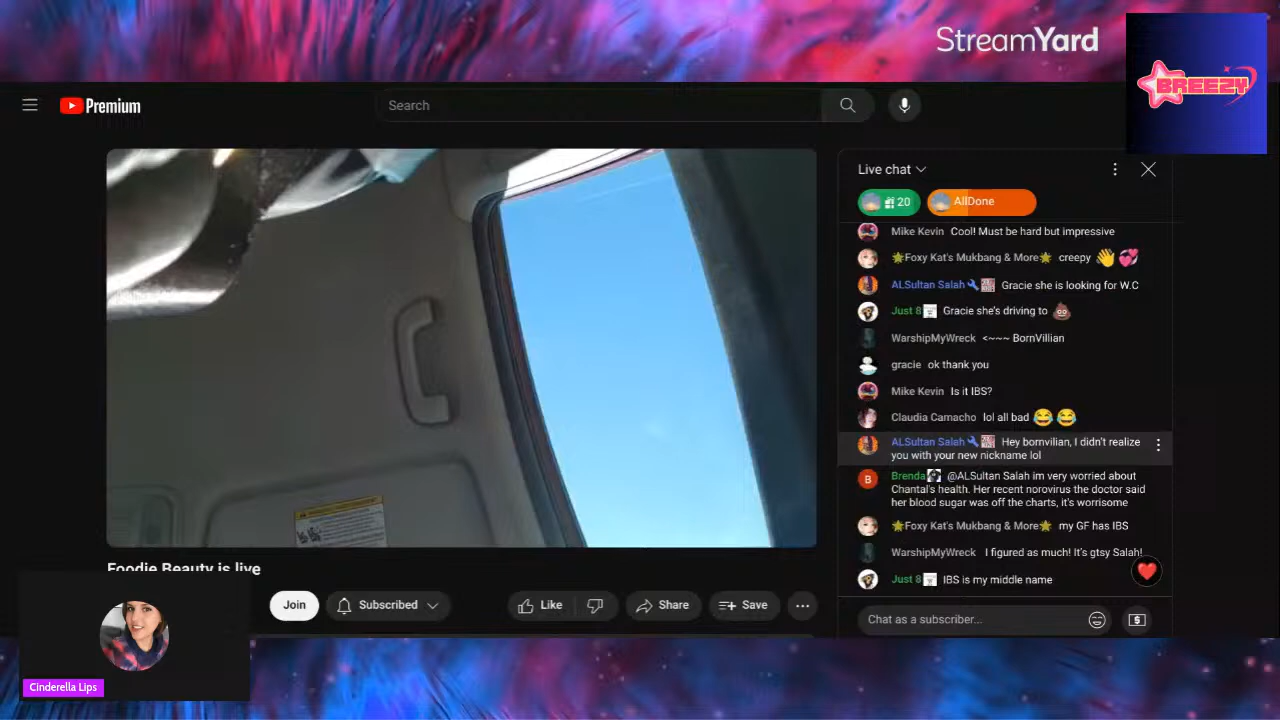 StreamYard
BREEZY
Premium
Search
Live chat
20
AllDone
Mike Kevin Cool! Must be hard but impressive
🌟Foxy Kat's Mukbang & More🌟 creepy 👋 💞
ALSultan Salah Gracie she is looking for W.C
Just 8 Gracie she's driving to 💩
WarshipMyWreck <~~~ BornVillian
gracie ok thank you
Mike Kevin Is it IBS?
Claudia Camacho lol all bad 😂 😂
ALSultan Salah Hey bornvilian, I didn't realize
you with your new nickname lol
B
Brenda @ALSultan Salah im very worried about
Chantal's health. Her recent norovirus the doctor said
her blood sugar was off the charts, it's worrisome
🌟Foxy Kat's Mukbang & More🌟 my GF has IBS
WarshipMyWreck I figured as much! It's gtsy Salah!
Just 8 IBS is my middle name
Chat as a subscriber...
Foodie Beauty is live
Join
Subscribed
Like
Share
Save
Cinderella Lips